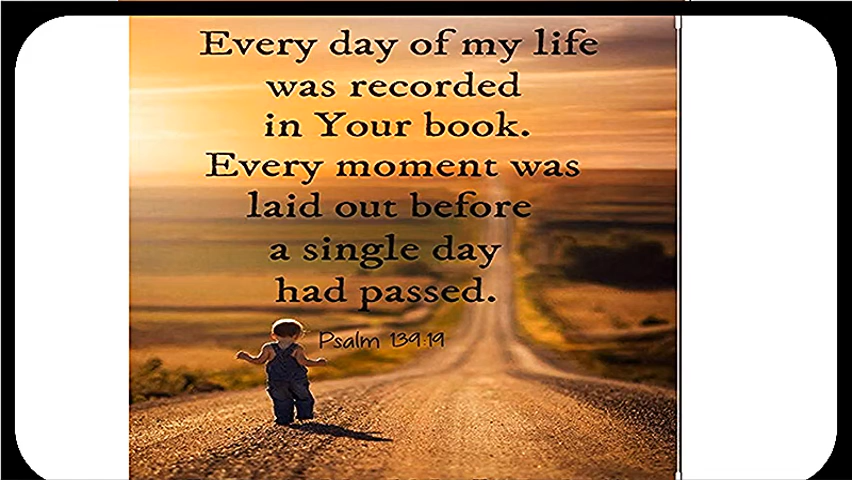 Every day of my life
was recorded
in Your book.
Every moment was
laid out before
a single day
had passed.
Psalm 139:19